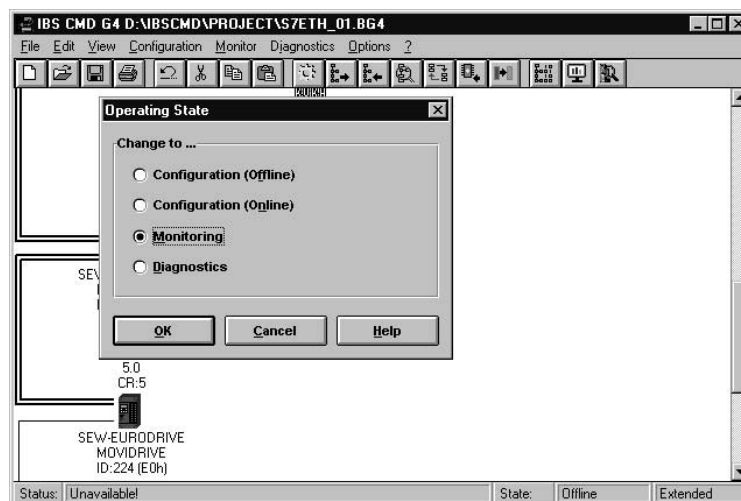 IBS CMD G4 D:\IBSCMD\PROJECT\S7ETH_01.BG4
File Edit View Configuration Monitor Diagnostics Options ?
Operating State
Change to ...
Configuration (Offline)
Configuration (Online)
Monitoring
Diagnostics
OK Cancel Help
5.0
CR:5
SEW-EURODRIVE
MOVIDRIVE
ID:224 (E0h)
Status: Unavailable! State: Offline Extended